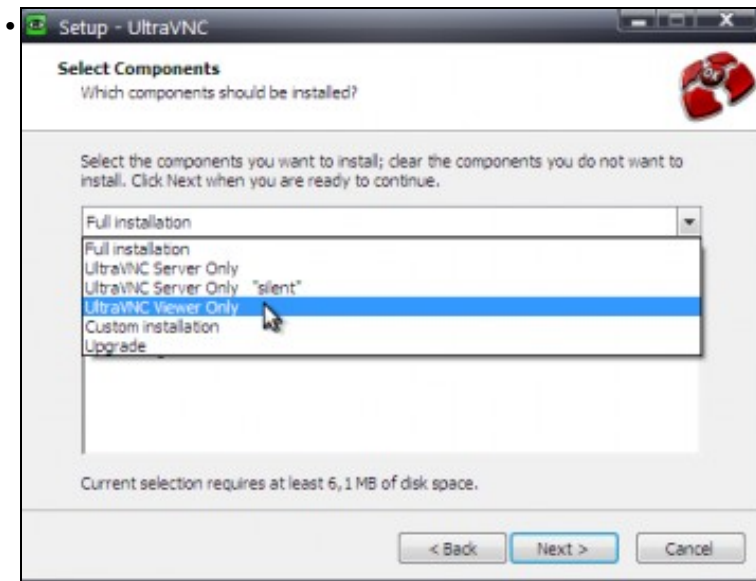 Setup - UltraVNC
Select Components
Which components should be installed?
Select the components you want to install; clear the components you do not want to
install. Click Next when you are ready to continue.
Full installation
Full installation
UltraVNC Server Only
UltraVNC Server Only "silent"
UltraVNC Viewer Only
Custom installation
Upgrade
Current selection requires at least 6,1 MB of disk space.
< Back Next > Cancel